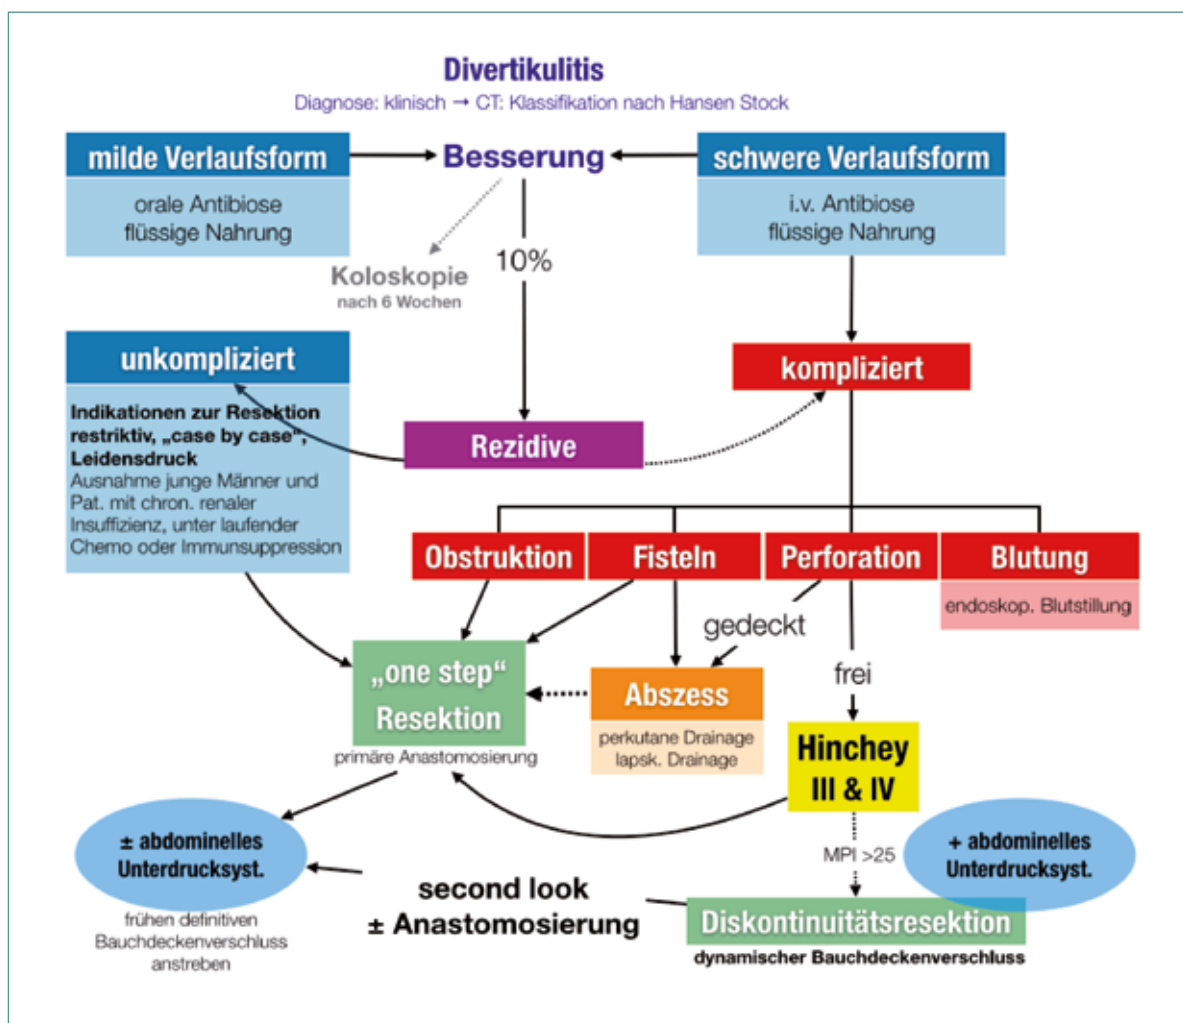 Divertikulitis
Diagnose: klinisch → CT: Klassifikation nach Hansen Stock
milde Verlaufsform
orale Antibiose
flüssige Nahrung
Besserung
schwere Verlaufsform
i.v. Antibiose
flüssige Nahrung
Koloskopie
nach 6 Wochen
10%
unkompliziert
Indikationen zur Resektion
restriktiv, „case by case“,
Leidensdruck
Ausnahme junge Männer und
Pat. mit chron. renaler
Insuffizienz, unter laufender
Chemo oder Immunsuppression
kompliziert
Rezidive
Obstruktion
Fisteln
Perforation
Blutung
endoskop. Blutstillung
gedeckt
frei
„one step“
Resektion
primäre Anastomosierung
Abszess
perkutane Drainage
lapsk. Drainage
Hinchey
III & IV
MPI >25
± abdominelles
Unterdrucksyst.
frühen definitiven
Bauchdeckenverschluss
anstreben
second look
± Anastomosierung
+ abdominelles
Unterdrucksyst.
Diskontinuitätsresektion
dynamischer Bauchdeckenverschluss